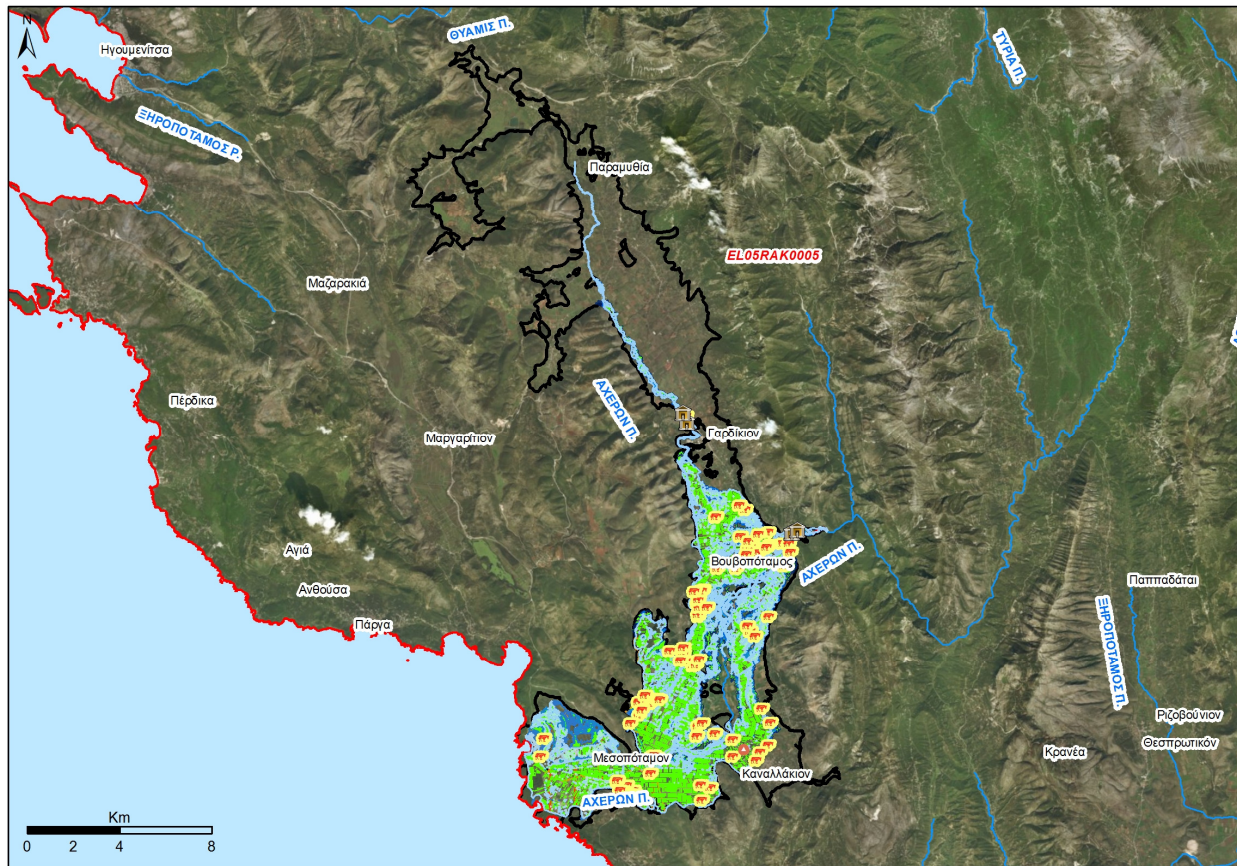 N
ΘΥΑΜΙΣ Π.
Ηγουμενίτσα
ΤΥΡΙΑ Π.
ΞΗΡΟΠΟΤΑΜΟΣ Ρ.
Παραμυθία
EL05RAK0005
Μαζαρακιά
Πέρδικα
ΑΧΕΡΩΝ Π.
Μαργαρίτιον
Γαρδίκιον
Αγιά
Βουβοπόταμος
ΑΧΕΡΩΝ Π.
Παππαδάται
Ανθούσα
Πάργα
ΞΗΡΟΠΟΤΑΜΟΣ Π.
Ριζοβούνιον
Θεσπρωτικόν
Κρανέα
Μεσοπόταμον
Καναλλάκιον
ΑΧΕΡΩΝ Π.
Km
0 2 4 8